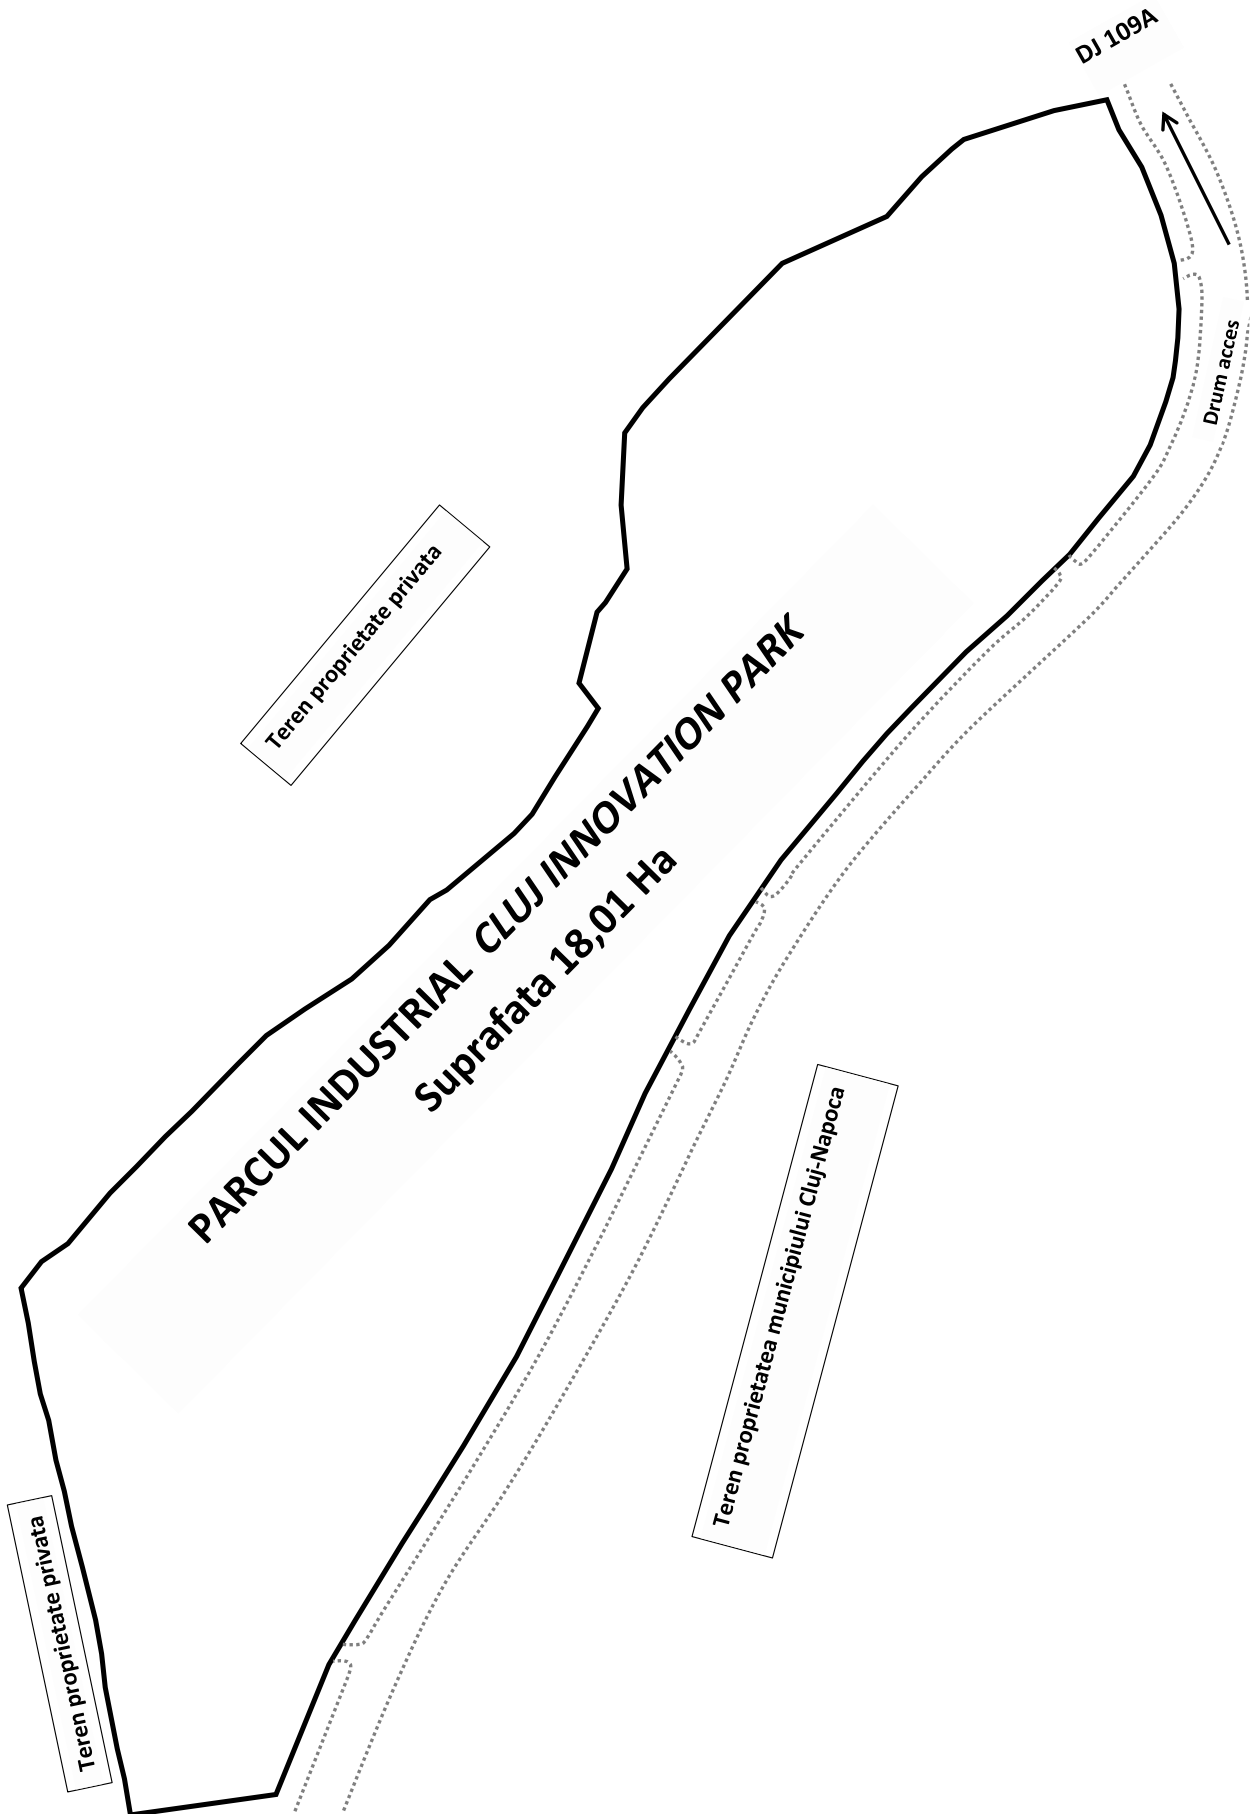 DJ 109A
Drum acces
Teren proprietate privata
PARCUL INDUSTRIAL CLUJ INNOVATION PARK
Suprafata 18,01 Ha
Teren proprietatea municipiului Cluj-Napoca
Teren proprietate privata